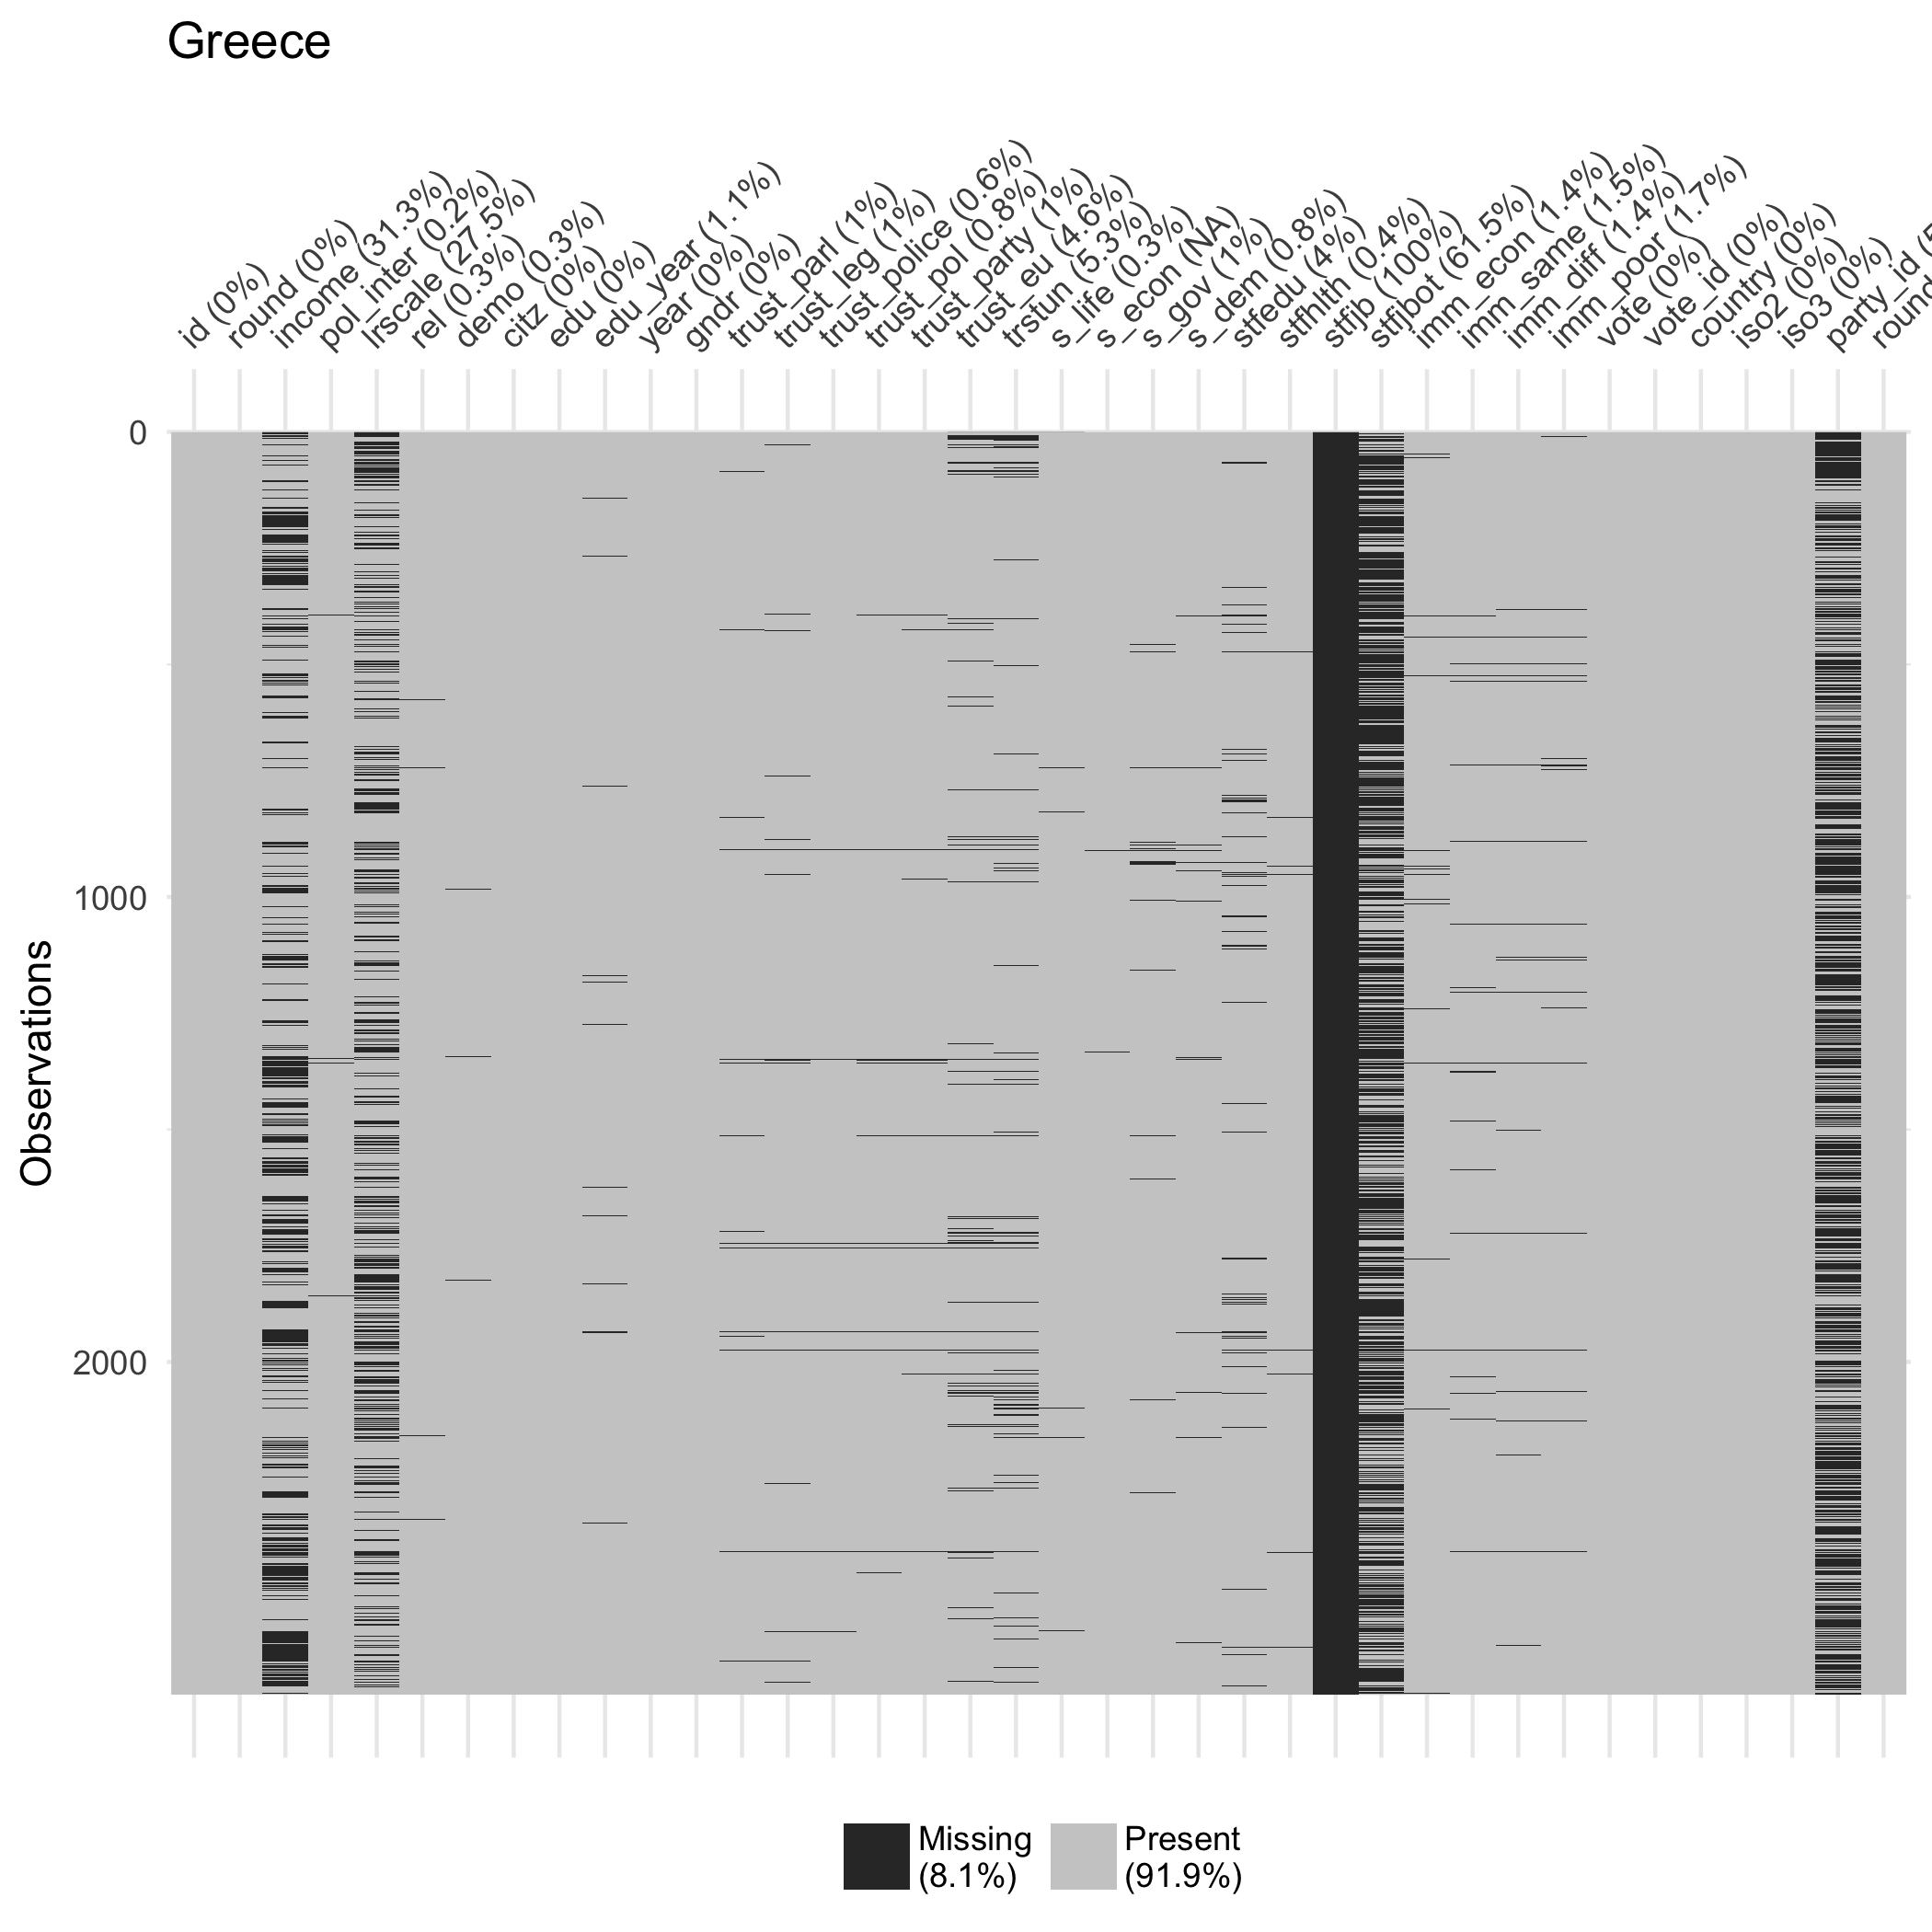 Greece
id (0%)
round (0%)
income (31.3%)
pol_inter (0.2%)
lrscale (27.5%)
rel (0.3%)
demo (0.3%)
citz (0%)
edu (0%)
edu_year (1.1%)
year (0%)
gndr (0%)
trust_parl (1%)
trust_leg (1%)
trust_police (0.6%)
trust_pol (0.8%)
trust_party (1%)
trust_eu (4.6%)
trstun (5.3%)
s_life (0.3%)
s_econ (NA)
s_gov (1%)
s_dem (0.8%)
stfedu (4%)
stfhlth (0.4%)
stfjb (100%)
stfjbot (61.5%)
imm_econ (1.4%)
imm_same (1.5%)
imm_diff (1.4%)
imm_poor (1.7%)
vote (0%)
vote_id (0%)
country (0%)
iso2 (0%)
iso3 (0%)
party_id (5
round
0
1000
2000
Observations
Missing
(8.1%)
Present
(91.9%)